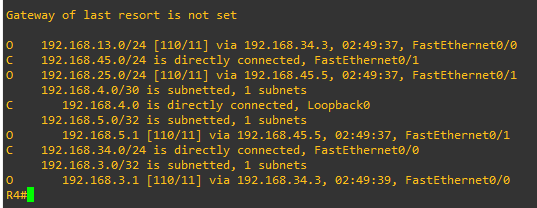 Gateway of last resort is not set
O    192.168.13.0/24 [110/11] via 192.168.34.3, 02:49:37, FastEthernet0/0
C    192.168.45.0/24 is directly connected, FastEthernet0/1
O    192.168.25.0/24 [110/11] via 192.168.45.5, 02:49:37, FastEthernet0/1
     192.168.4.0/30 is subnetted, 1 subnets
C       192.168.4.0 is directly connected, Loopback0
     192.168.5.0/32 is subnetted, 1 subnets
O       192.168.5.1 [110/11] via 192.168.45.5, 02:49:37, FastEthernet0/1
C    192.168.34.0/24 is directly connected, FastEthernet0/0
     192.168.3.0/32 is subnetted, 1 subnets
O       192.168.3.1 [110/11] via 192.168.34.3, 02:49:39, FastEthernet0/0
R4#